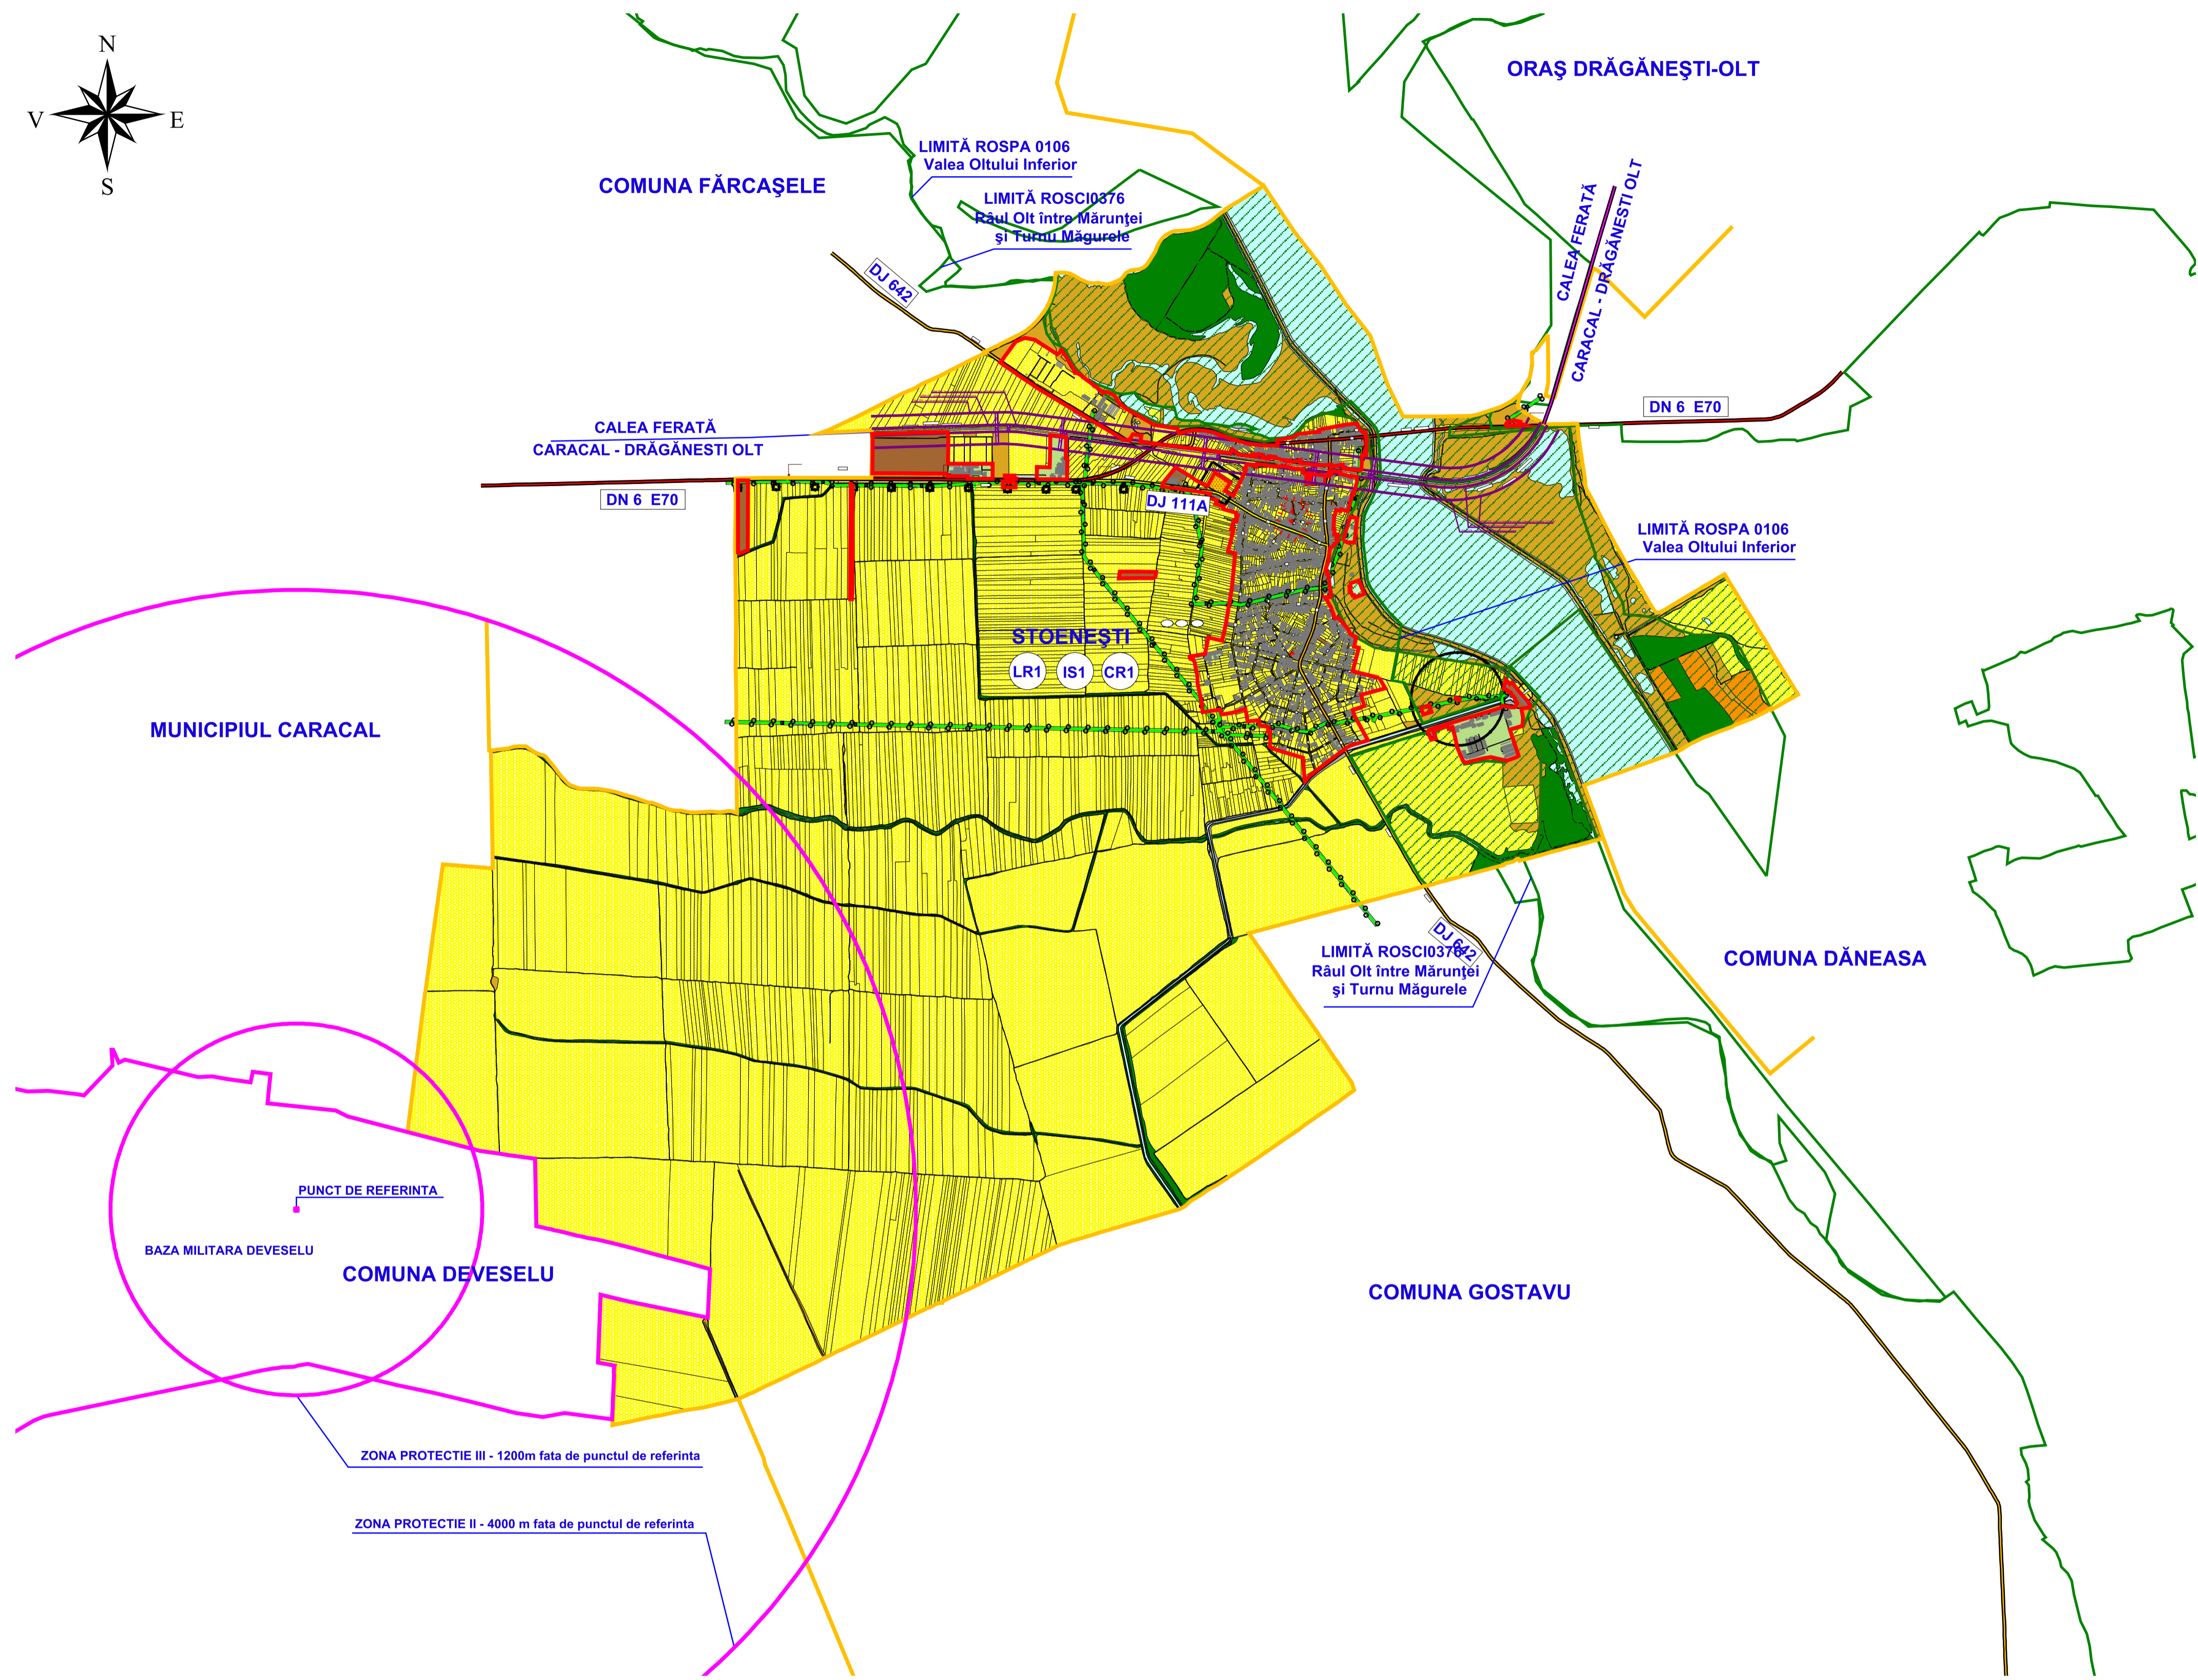 N
V
E
S
ORAŞ DRĂGĂNEŞTI-OLT
LIMITĂ ROSPA 0106
Valea Oltului Inferior
COMUNA FĂRCAŞELE
LIMITĂ ROSCI0376
Râul Olt între Mărunţei
şi Turnu Măgurele
CALEA FERATĂ
CARACAL - DRĂGĂNESTI OLT
DJ 642
DN 6 E70
CALEA FERATĂ
CARACAL - DRĂGĂNESTI OLT
DN 6 E70
DJ 111A
LIMITĂ ROSPA 0106
Valea Oltului Inferior
STOENEŞTI
LR1
IS1
CR1
MUNICIPIUL CARACAL
DJ 642
LIMITĂ ROSCI0376
Râul Olt între Mărunţei
şi Turnu Măgurele
COMUNA DĂNEASA
PUNCT DE REFERINTA
BAZA MILITARA DEVESELU
COMUNA DEVESELU
COMUNA GOSTAVU
ZONA PROTECTIE III - 1200m fata de punctul de referinta
ZONA PROTECTIE II - 4000 m fata de punctul de referinta